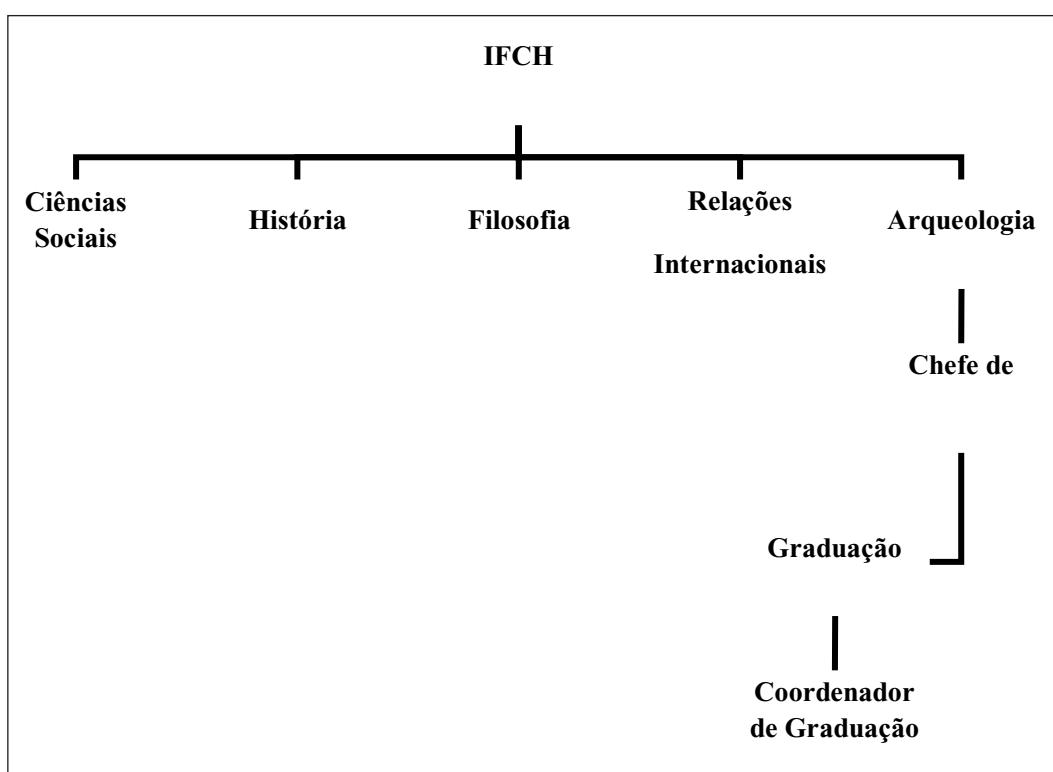 IFCH
Ciências
Sociais
História
Filosofia
Relações
Internacionais
Arqueologia
Chefe de
Graduação
Coordenador
de Graduação